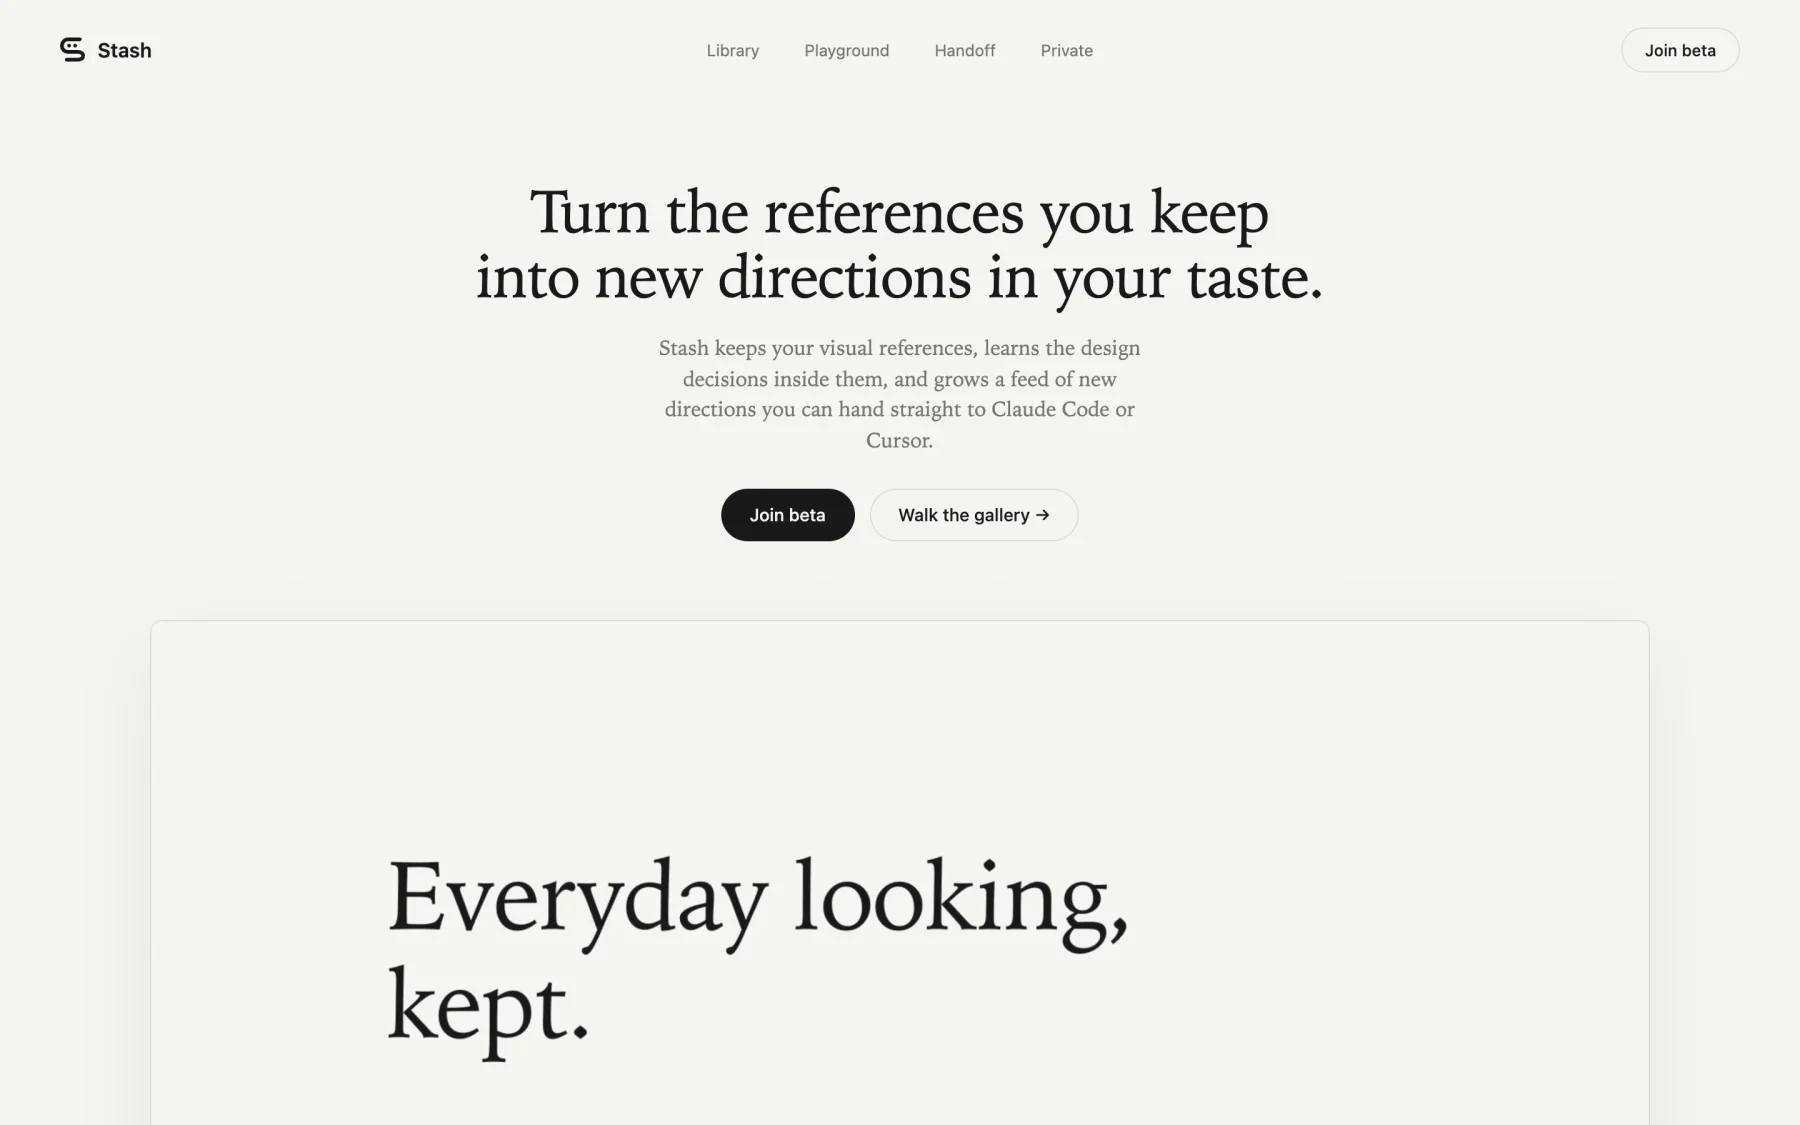 Stash
Library
Playground
Handoff
Private
Join beta
Turn the references you keep
into new directions in your taste.
Stash keeps your visual references, learns the design
decisions inside them, and grows a feed of new
directions you can hand straight to Claude Code or
Cursor.
Join beta
Walk the gallery →
Everyday looking,
kept.